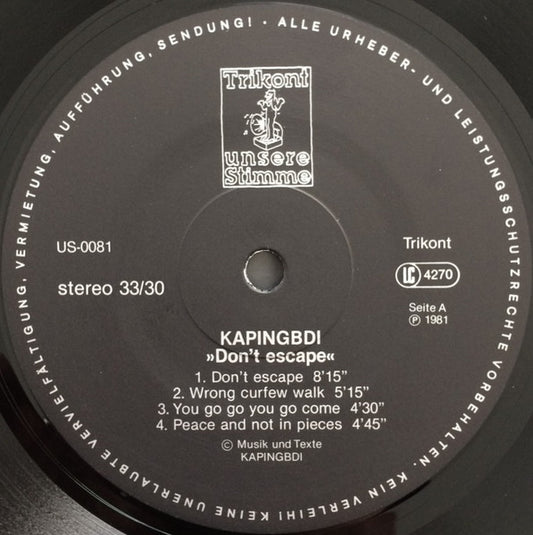 ALLE URHEBER- UND LEISTUNGSSCHUTZRECHTE VORBEHALTEN. KEIN VERLEIH! KEINE UNERLAUBTE VERVIELFÄLTIGUNG, VERMIETUNG, AUFFÜHRUNG, SENDUNG! ·
Trikont
unsere
Stimme
US-0081
stereo 33/30
Trikont
LC 4270
Seite A
℗ 1981
KAPINGBDI
»Don't escape«
1. Don't escape 8'15"
2. Wrong curfew walk 5'15"
3. You go go you go come 4'30"
4. Peace and not in pieces 4'45"
© Musik und Texte
KAPINGBDI